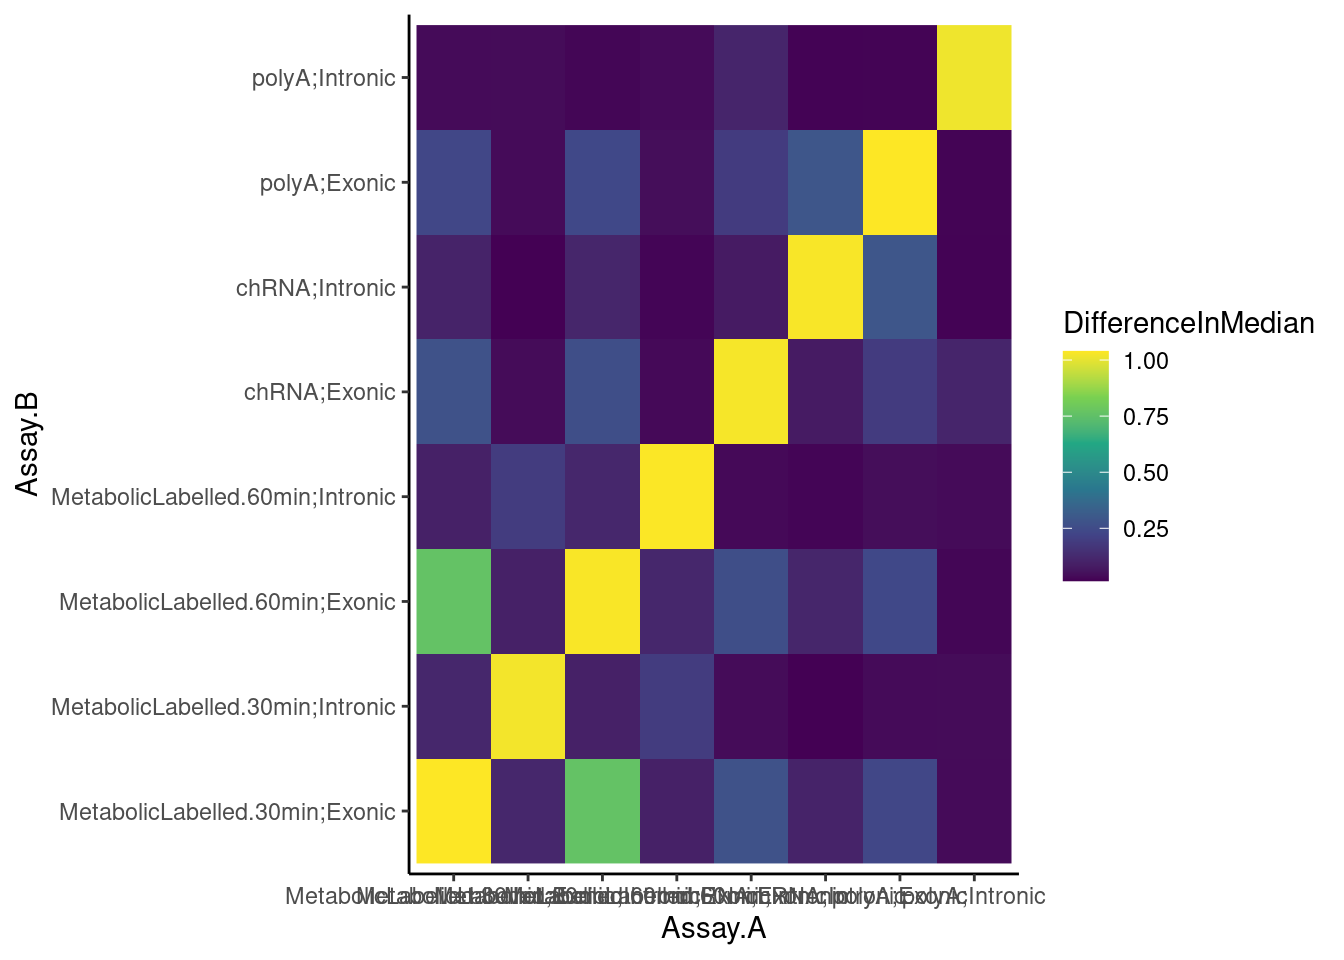 polyA;Intronic
polyA;Exonic
chRNA;Intronic
chRNA;Exonic
MetabolicLabelled.60min;Intronic
MetabolicLabelled.60min;Exonic
MetabolicLabelled.30min;Intronic
MetabolicLabelled.30min;Exonic
Assay.B
Assay.A
DifferenceInMedian
1.00
0.75
0.50
0.25